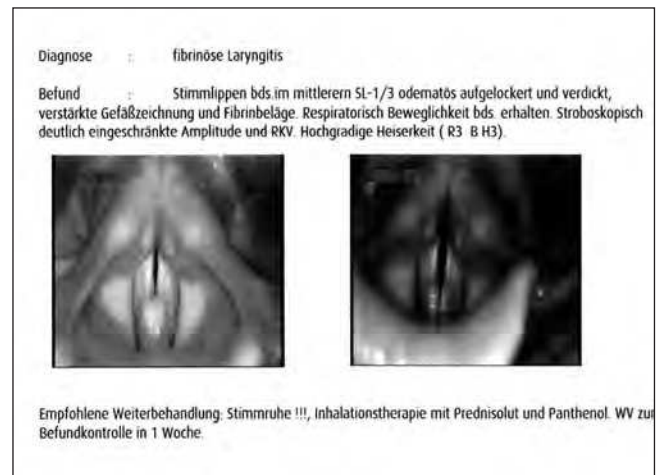 Diagnose : fibrinöse Laryngitis
Befund : Stimmlippen bds.im mittlerern SL-1/3 odematös aufgelockert und verdickt,
verstärkte Gefäßzeichnung und Fibrinbeläge. Respiratorisch Beweglichkeit bds. erhalten. Stroboskopisch
deutlich eingeschränkte Amplitude und RKV. Hochgradige Heiserkeit ( R3 B H3).
Empfohlene Weiterbehandlung: Stimmruhe !!!, Inhalationstherapie mit Prednisolut und Panthenol. WV zur
Befundkontrolle in 1 Woche.